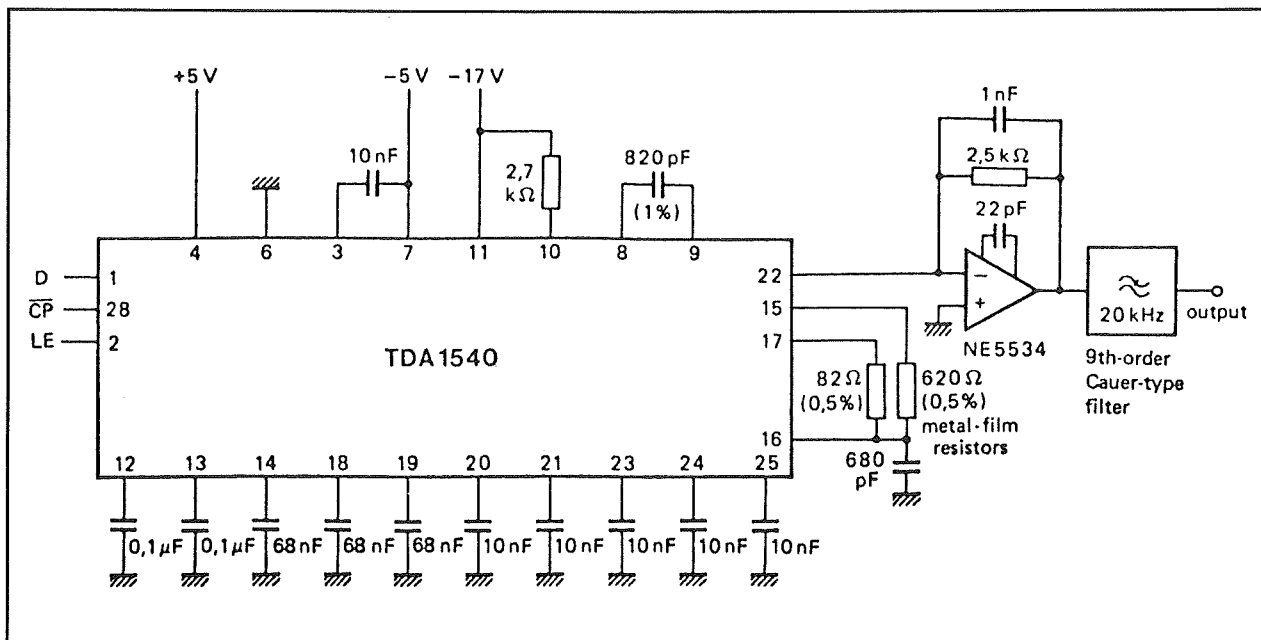 +5 V
−5 V
−17 V
1 nF
10 nF
2,7
kΩ
820 pF
(1%)
2,5 kΩ
22 pF
4
6
3
7
11
10
8
9
D
1
C̅P̅
28
LE
2
TDA1540
22
15
17
16
−
+
NE5534
20 kHz
output
9th-order
Cauer-type
filter
82 Ω
(0,5%)
620 Ω
(0,5%)
metal-film
resistors
680
pF
12
13
14
18
19
20
21
23
24
25
0,1 µF
0,1 µF
68 nF
68 nF
68 nF
10 nF
10 nF
10 nF
10 nF
10 nF